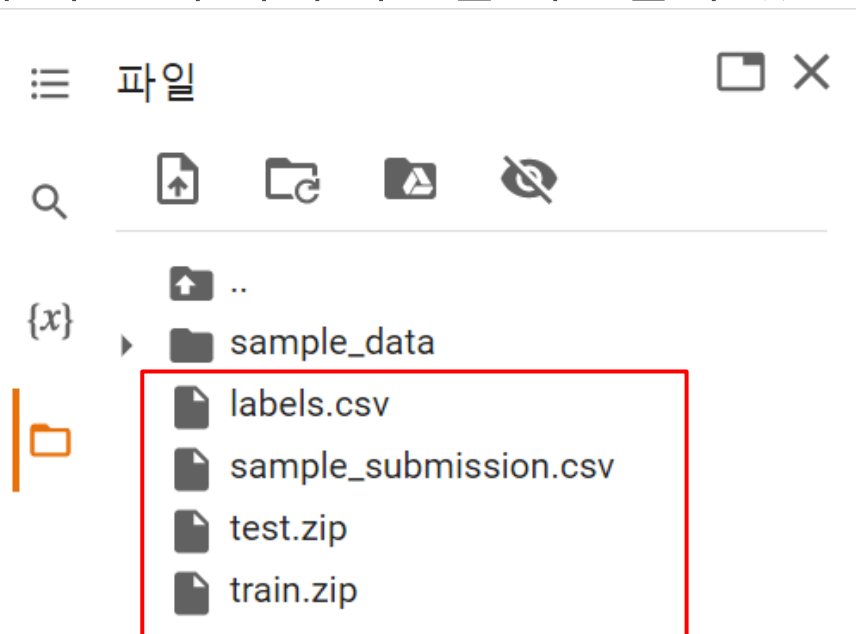 파일
{x}
..
sample_data
labels.csv
sample_submission.csv
test.zip
train.zip